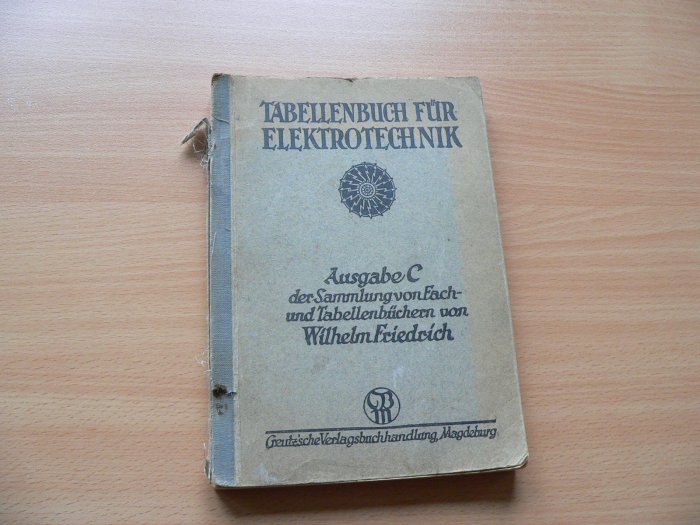 TABELLENBUCH FÜR
ELEKTROTECHNIK
Ausgabe C
der Sammlung von Fach-
und Tabellenbüchern von
Wilhelm Friedrich
Creutz'sche Verlagsbuchhandlung, Magdeburg